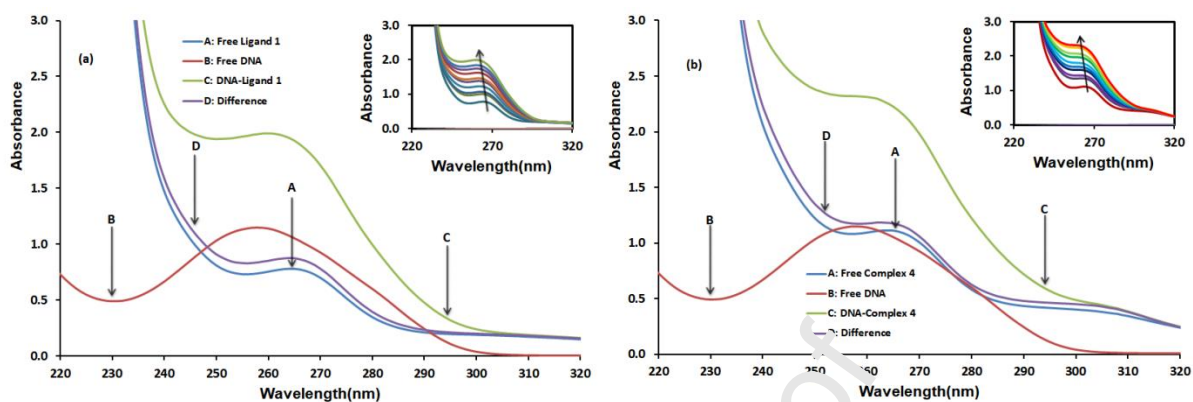 (a)
Absorbance
3.0
2.5
2.0
1.5
1.0
0.5
0.0
220 230 240 250 260 270 280 290 300 310 320
Wavelength(nm)
A: Free Ligand 1
B: Free DNA
C: DNA-Ligand 1
D: Difference
B
D
A
C
Absorbance
3.0
2.0
1.0
0.0
220 270 320
Wavelength(nm)
(b)
Absorbance
3.0
2.5
2.0
1.5
1.0
0.5
0.0
220 230 240 250 260 270 280 290 300 310 320
Wavelength(nm)
A: Free Complex 4
B: Free DNA
C: DNA-Complex 4
D: Difference
B
D
A
C
Absorbance
3.0
2.0
1.0
0.0
220 270 320
Wavelength(nm)